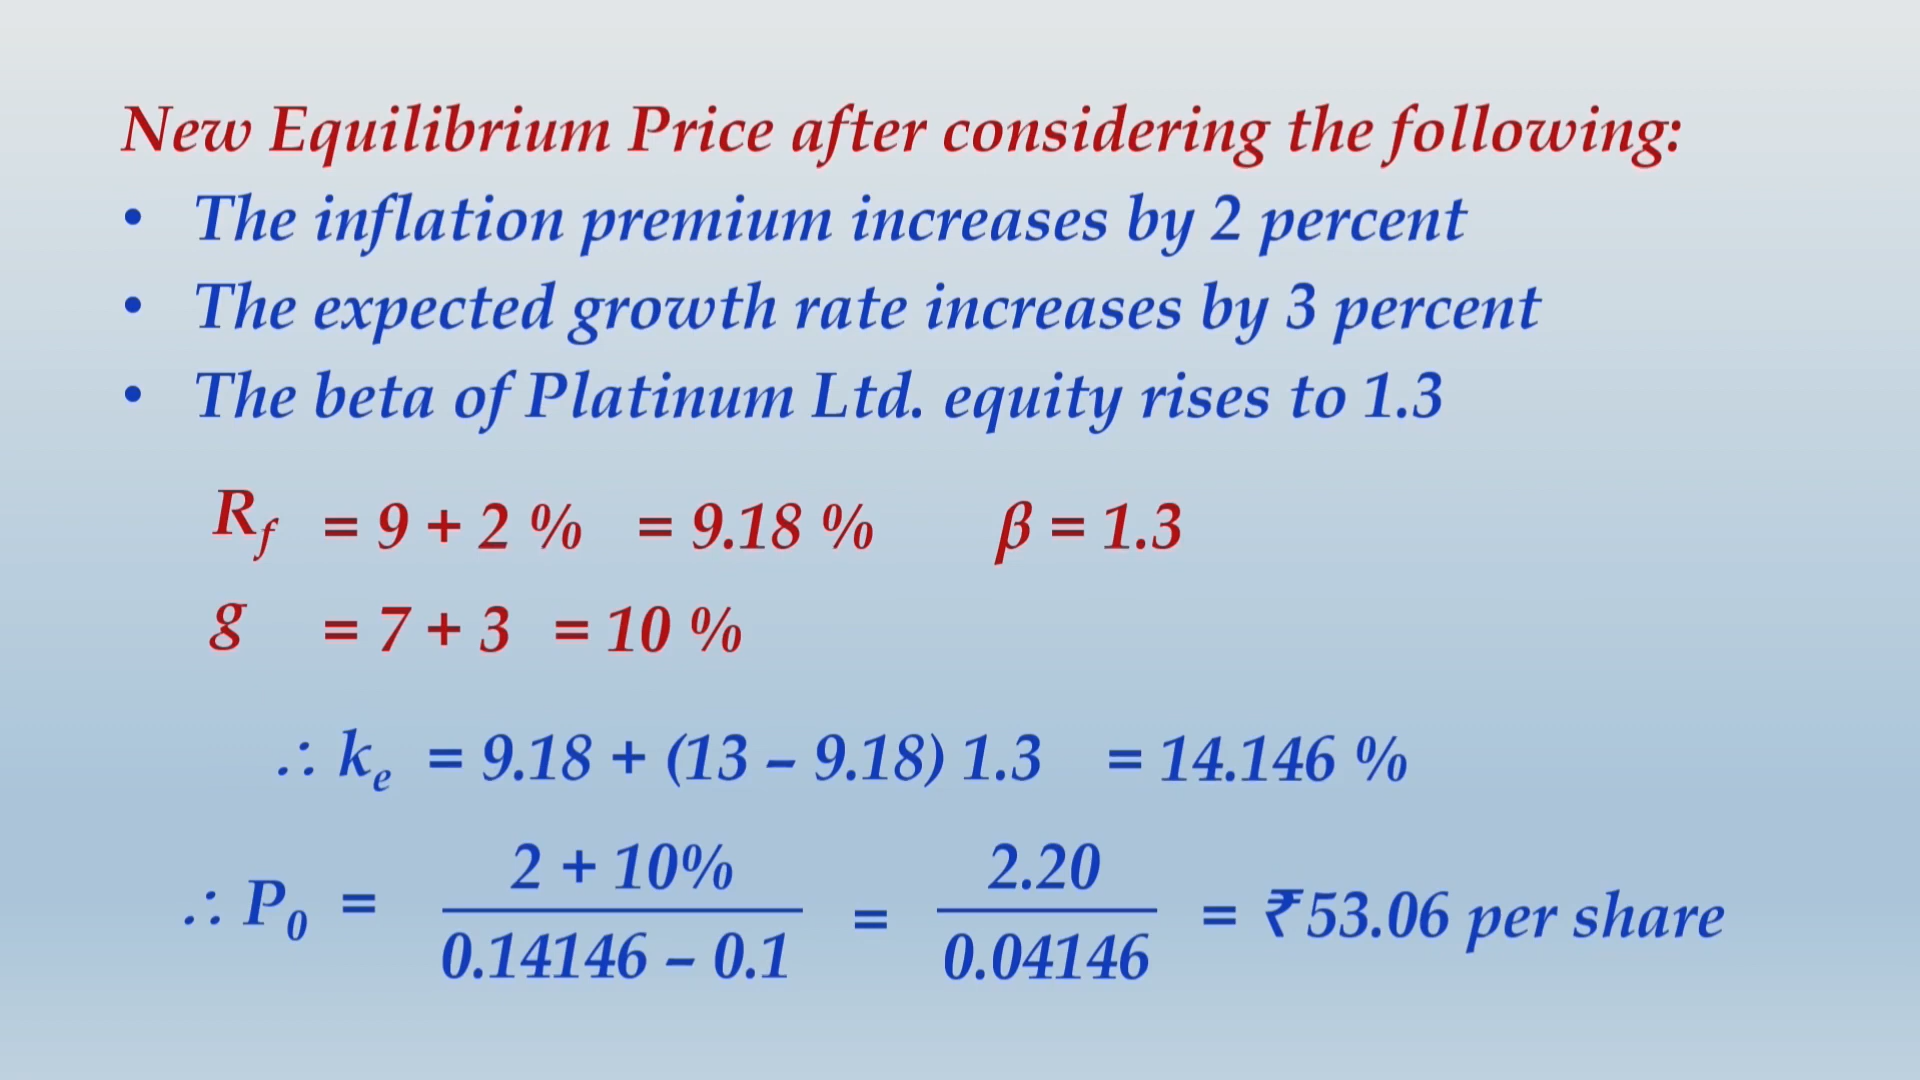 New Equilibrium Price after considering the following:
• The inflation premium increases by 2 percent
• The expected growth rate increases by 3 percent
• The beta of Platinum Ltd. equity rises to 1.3
Rf = 9 + 2 % = 9.18 % β = 1.3
g = 7 + 3 = 10 %
∴ ke = 9.18 + (13 – 9.18) 1.3 = 14.146 %
∴ P0 = 2 + 10% / 0.14146 – 0.1 = 2.20 / 0.04146 = ₹53.06 per share